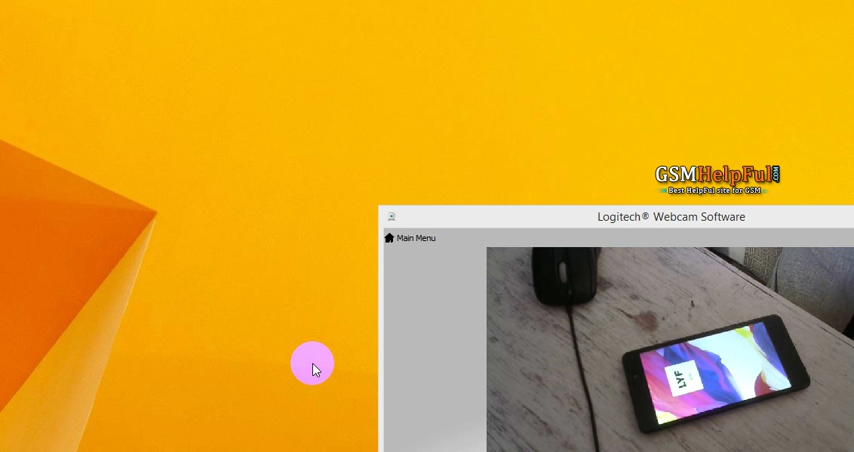 GSMHelpFul.COM
Best HelpFul site for GSM
Logitech® Webcam Software
Main Menu
LYF